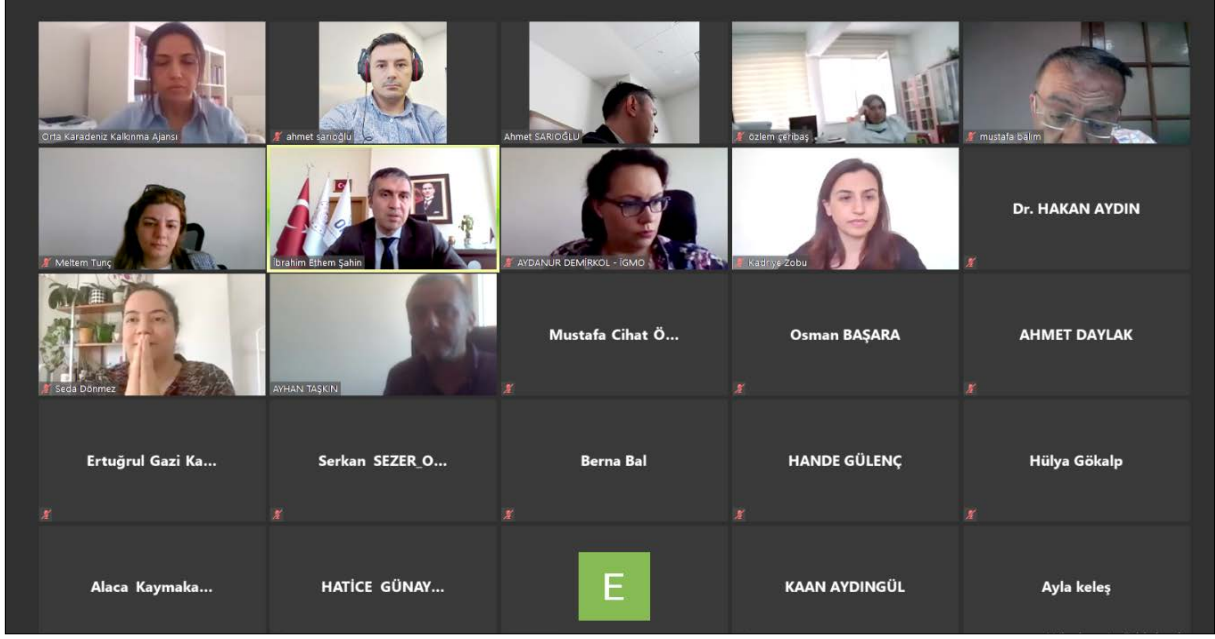 Orta Karadeniz Kalkınma Ajansı
ahmet sarıoğlu
Ahmet SARIOĞLU
özlem çeribaş
mustafa balım
Meltem Tunç
İbrahim Ethem Şahin
AYDANUR DEMİRKOL - İGMO
Kadriye Zobu
Dr. HAKAN AYDIN
Seda Dönmez
AYHAN TAŞKIN
Mustafa Cihat Ö...
Osman BAŞARA
AHMET DAYLAK
Ertuğrul Gazi Ka...
Serkan SEZER_O...
Berna Bal
HANDE GÜLENÇ
Hülya Gökalp
Alaca Kaymaka...
HATİCE GÜNAY...
E
KAAN AYDINGÜL
Ayla keleş